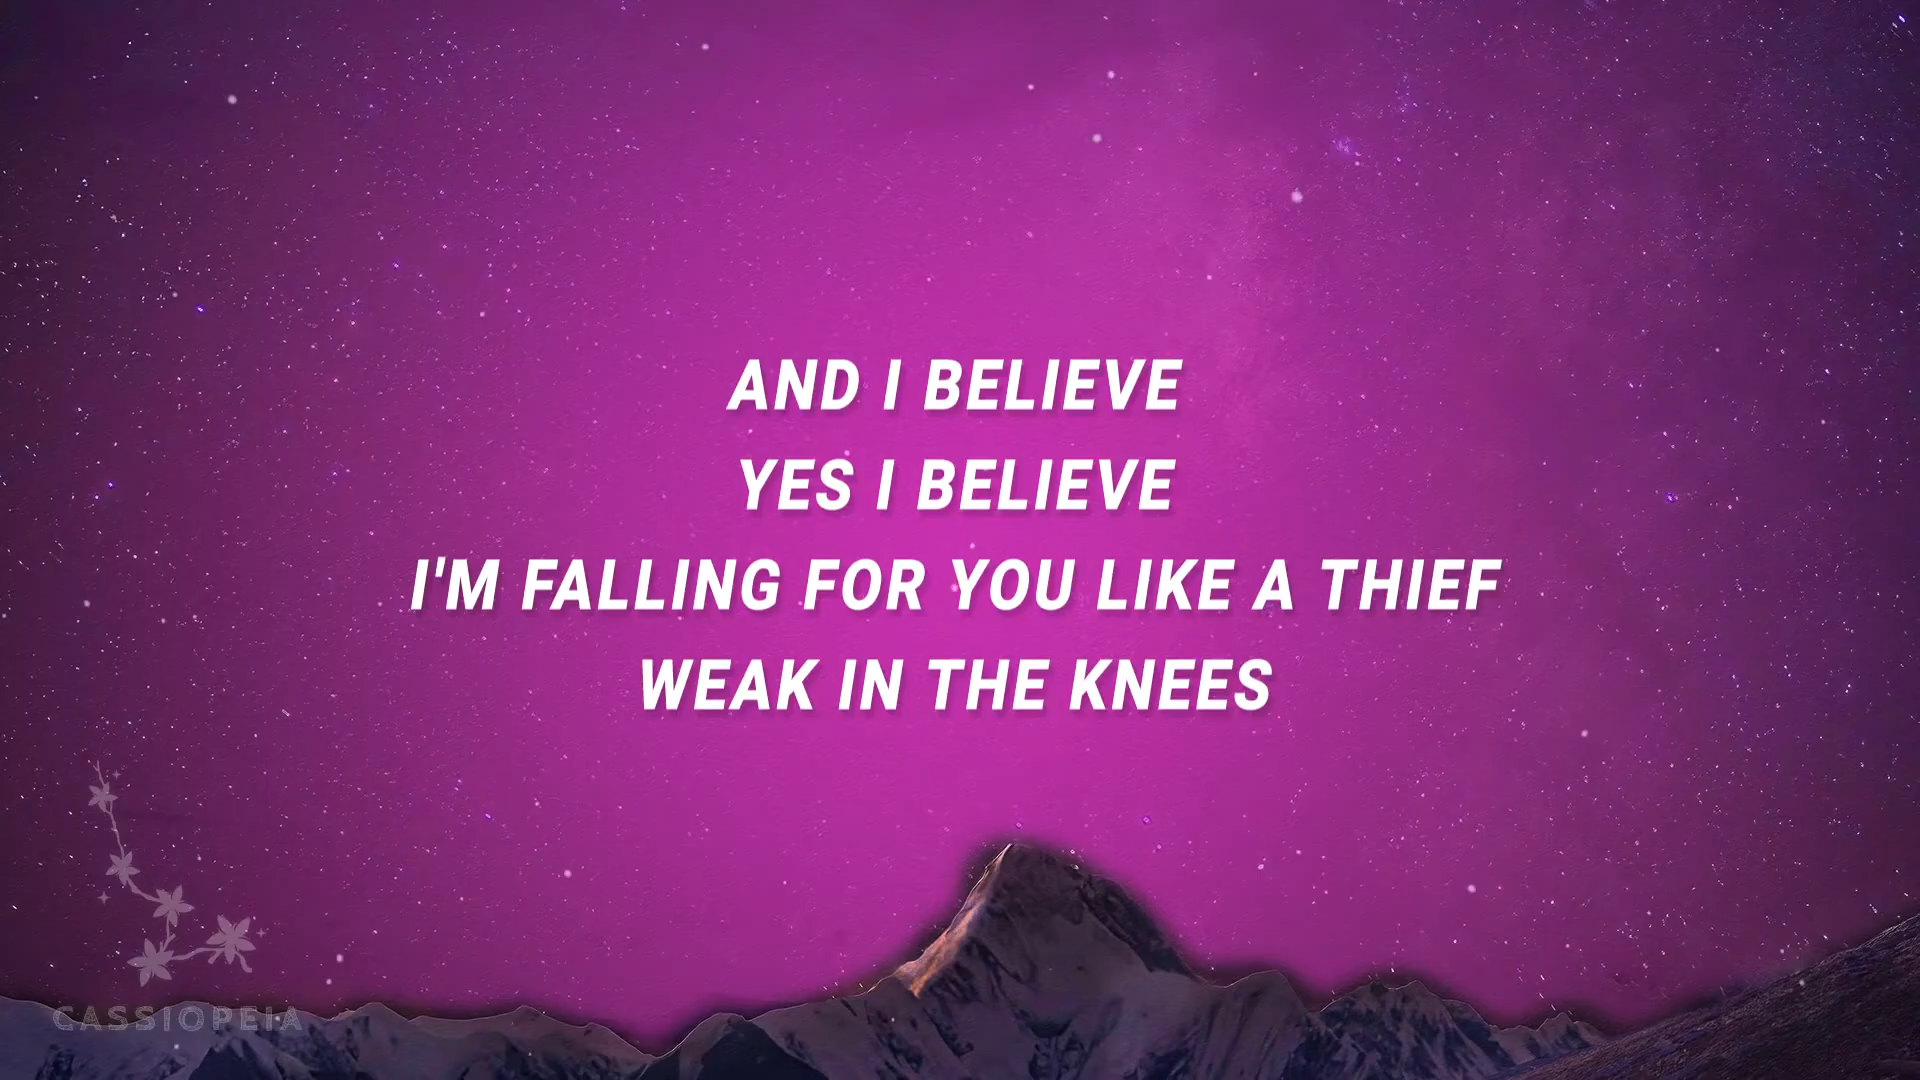 AND I BELIEVE
YES I BELIEVE
I'M FALLING FOR YOU LIKE A THIEF
WEAK IN THE KNEES
CASSIOPEIA